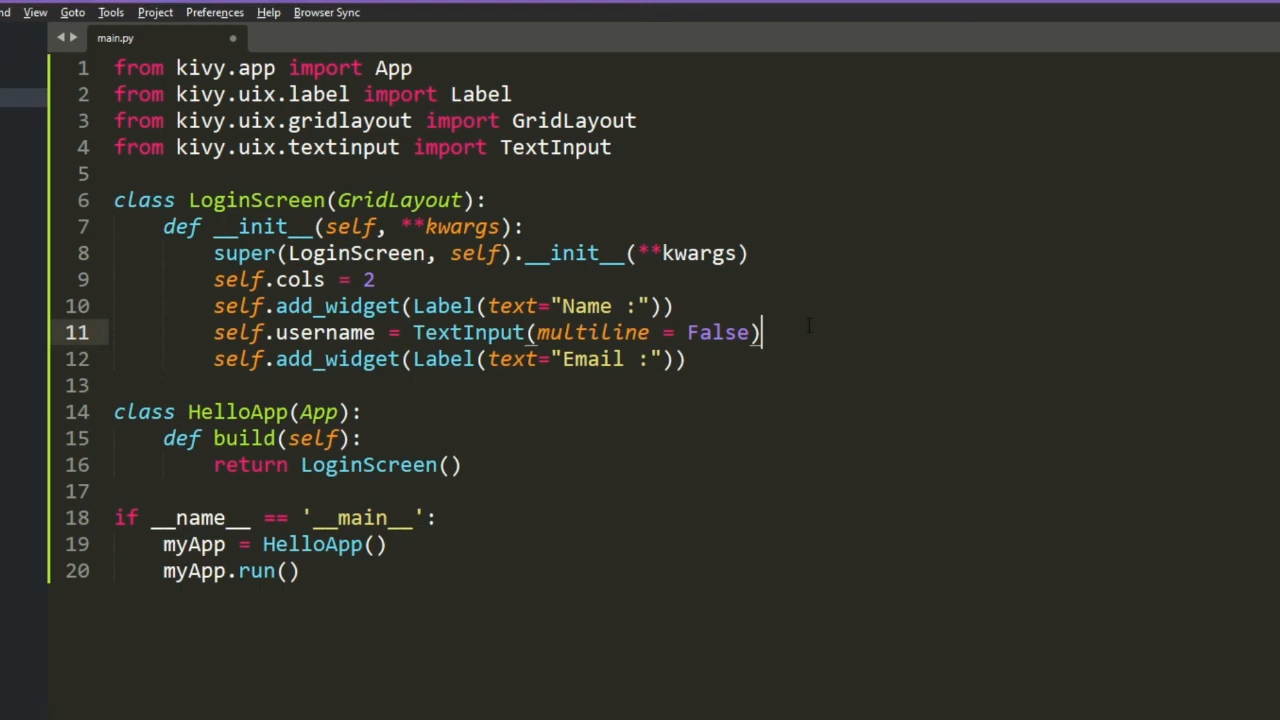 nd View Goto Tools Project Preferences Help Browser Sync
main.py
1 from kivy.app import App
2 from kivy.uix.label import Label
3 from kivy.uix.gridlayout import GridLayout
4 from kivy.uix.textinput import TextInput
5
6 class LoginScreen(GridLayout):
7     def __init__(self, **kwargs):
8         super(LoginScreen, self).__init__(**kwargs)
9         self.cols = 2
10         self.add_widget(Label(text="Name :"))
11         self.username = TextInput(multiline = False)
12         self.add_widget(Label(text="Email :"))
13
14 class HelloApp(App):
15     def build(self):
16         return LoginScreen()
17
18 if __name__ == '__main__':
19     myApp = HelloApp()
20     myApp.run()